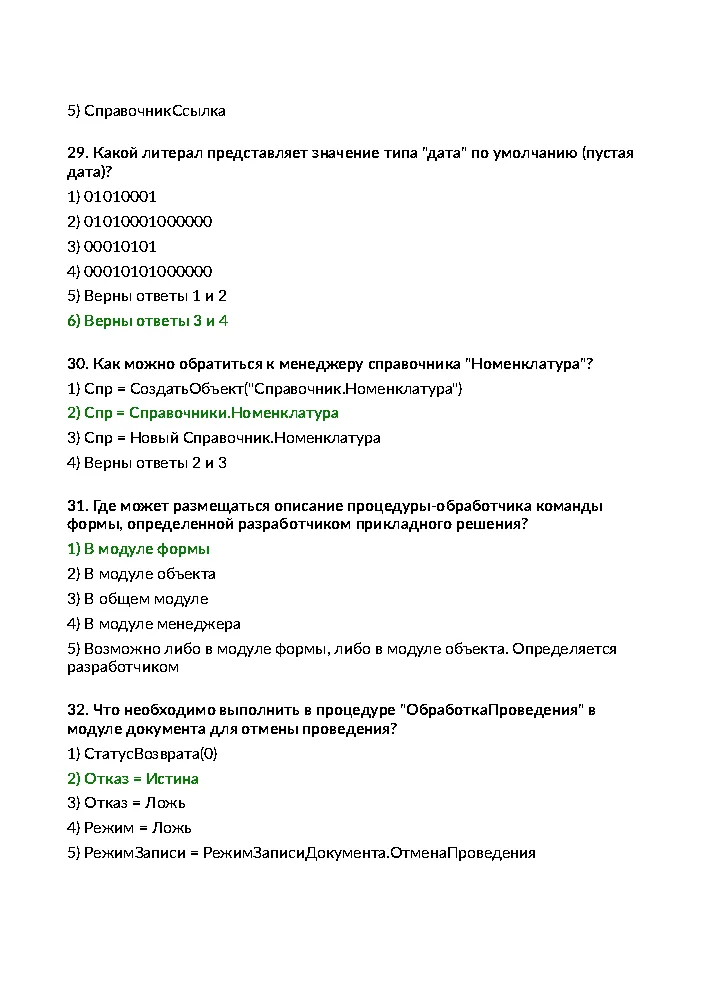 5) СправочникСсылка
29. Какой литерал представляет значение типа "дата" по умолчанию (пустая
дата)?
1) 01010001
2) 01010001000000
3) 00010101
4) 00010101000000
5) Верны ответы 1 и 2
6) Верны ответы 3 и 4
30. Как можно обратиться к менеджеру справочника "Номенклатура"?
1) Спр = СоздатьОбъект("Справочник.Номенклатура")
2) Спр = Справочники.Номенклатура
3) Спр = Новый Справочник.Номенклатура
4) Верны ответы 2 и 3
31. Где может размещаться описание процедуры-обработчика команды
формы, определенной разработчиком прикладного решения?
1) В модуле формы
2) В модуле объекта
3) В общем модуле
4) В модуле менеджера
5) Возможно либо в модуле формы, либо в модуле объекта. Определяется
разработчиком
32. Что необходимо выполнить в процедуре "ОбработкаПроведения" в
модуле документа для отмены проведения?
1) СтатусВозврата(0)
2) Отказ = Истина
3) Отказ = Ложь
4) Режим = Ложь
5) РежимЗаписи = РежимЗаписиДокумента.ОтменаПроведения